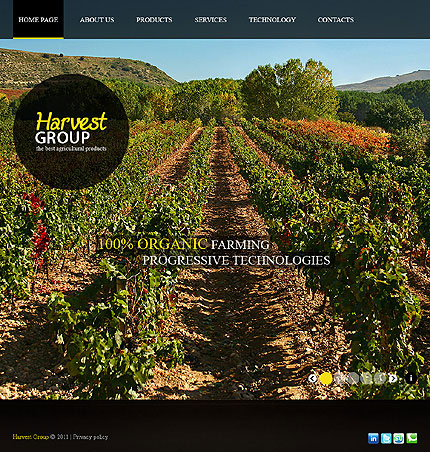 HOME PAGE ABOUT US PRODUCTS SERVICES TECHNOLOGY CONTACTS
Harvest
GROUP
the best agricultural products
100% ORGANIC FARMING
PROGRESSIVE TECHNOLOGIES
Harvest Group © 2011 | Privacy policy